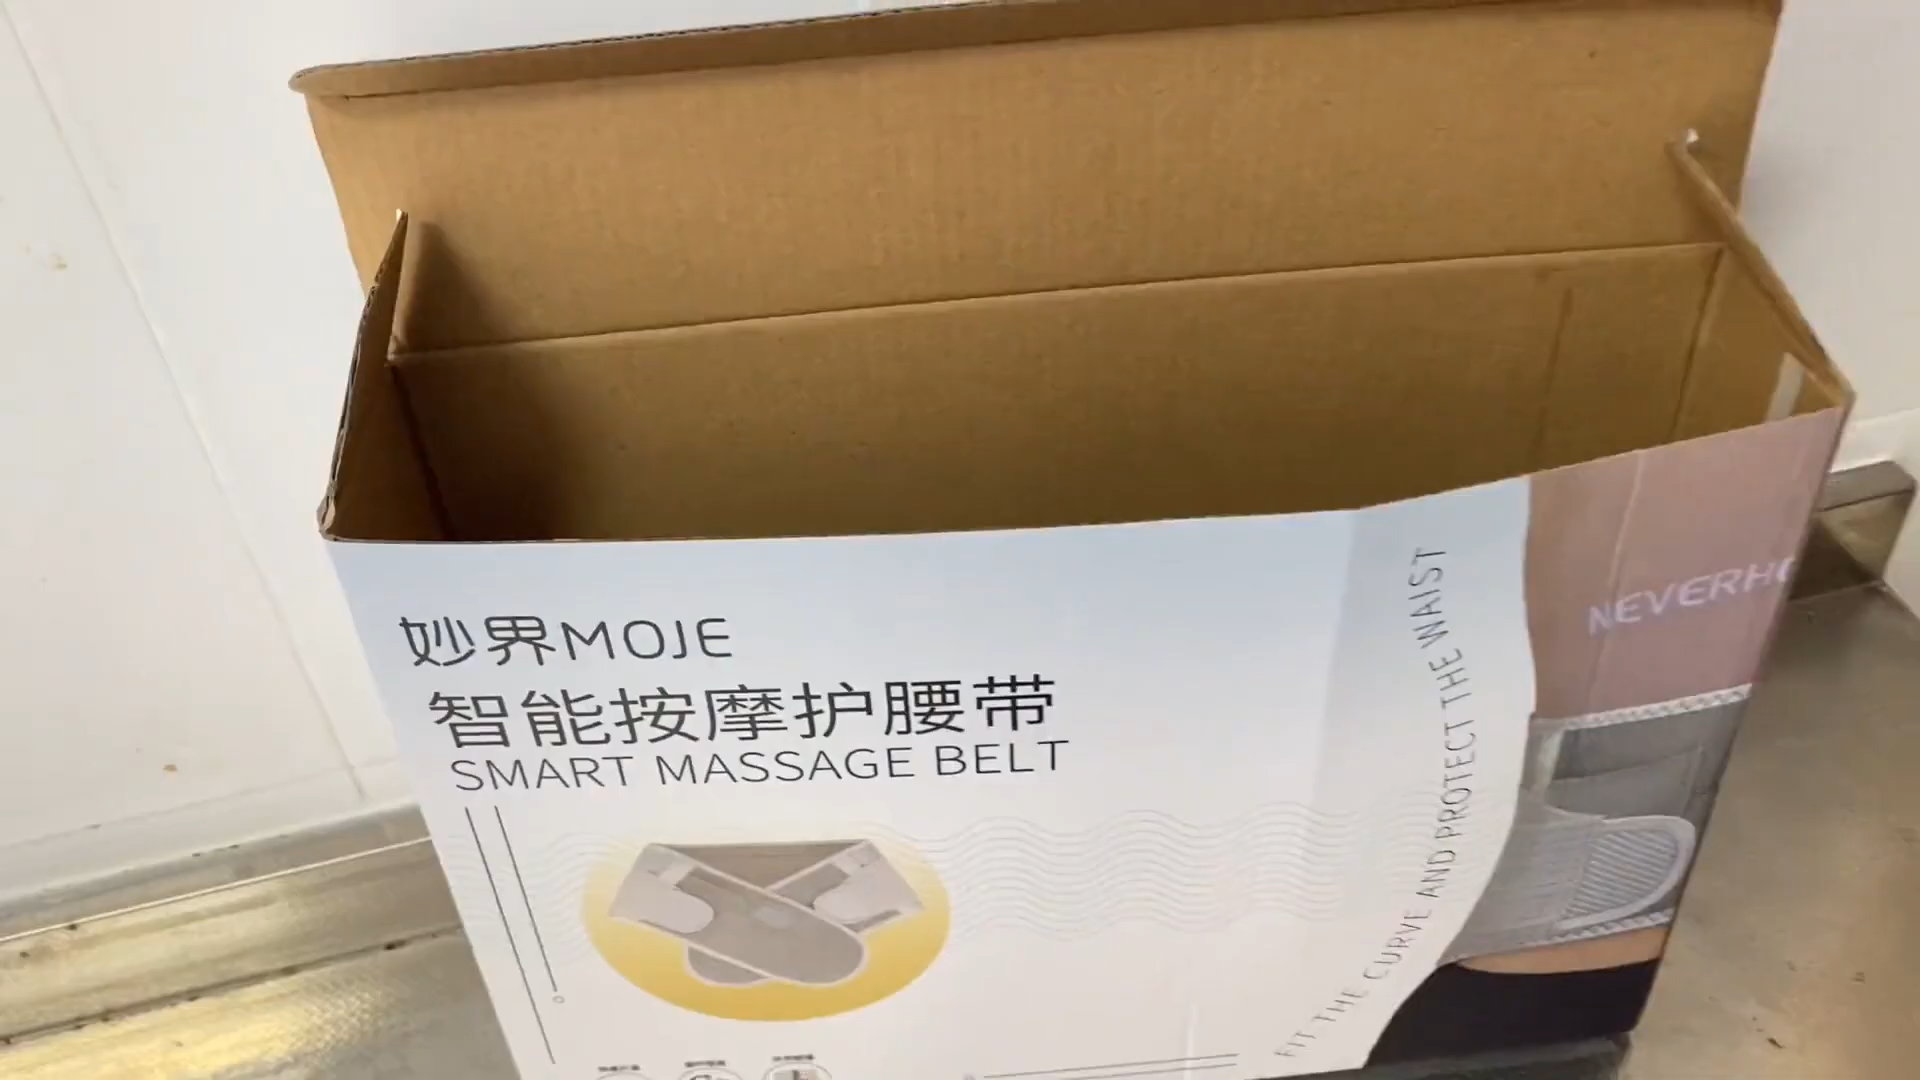 妙界MOJE
智能按摩护腰带
SMART MASSAGE BELT
FIT THE CURVE AND PROTECT THE WAIST